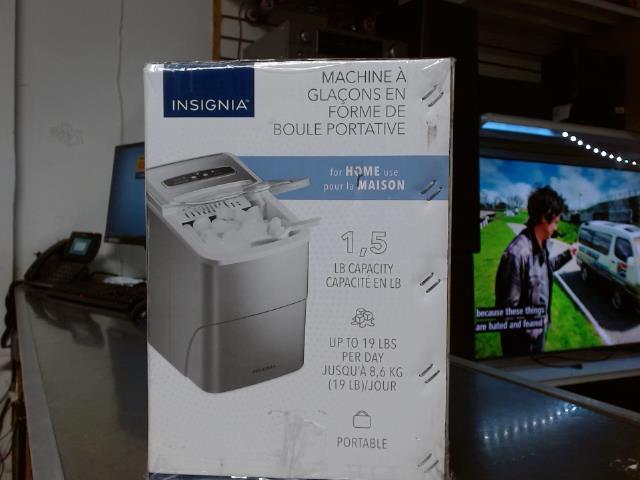 INSIGNIA™
MACHINE À
GLAÇONS EN
FORME DE
BOULE PORTATIVE
for HOME use
pour la MAISON
1,5
LB CAPACITY
CAPACITÉ EN LB
UP TO 19 LBS
PER DAY
JUSQU'À 8,6 KG
(19 LB)/JOUR
PORTABLE
INSIGNIA
because these things
are hated and feared